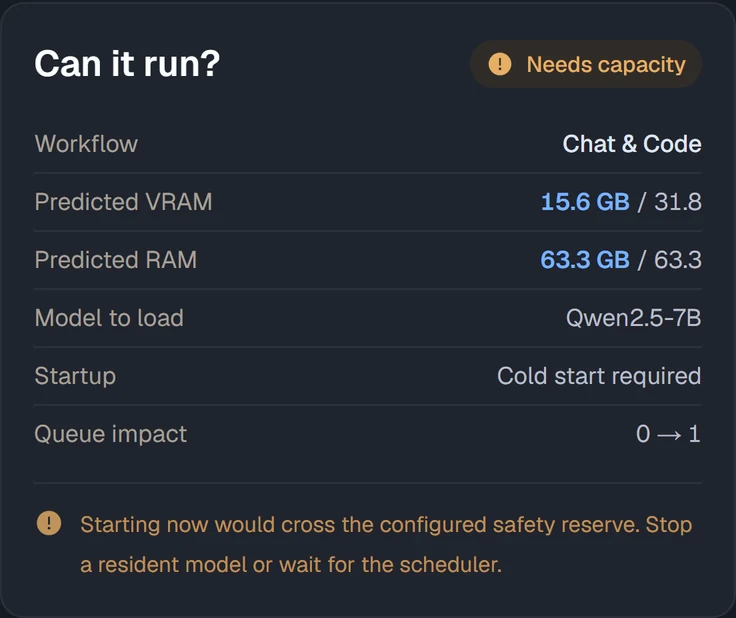 Can it run?
! Needs capacity
Workflow Chat & Code
Predicted VRAM 15.6 GB / 31.8
Predicted RAM 63.3 GB / 63.3
Model to load Qwen2.5-7B
Startup Cold start required
Queue impact 0 → 1
! Starting now would cross the configured safety reserve. Stop
a resident model or wait for the scheduler.